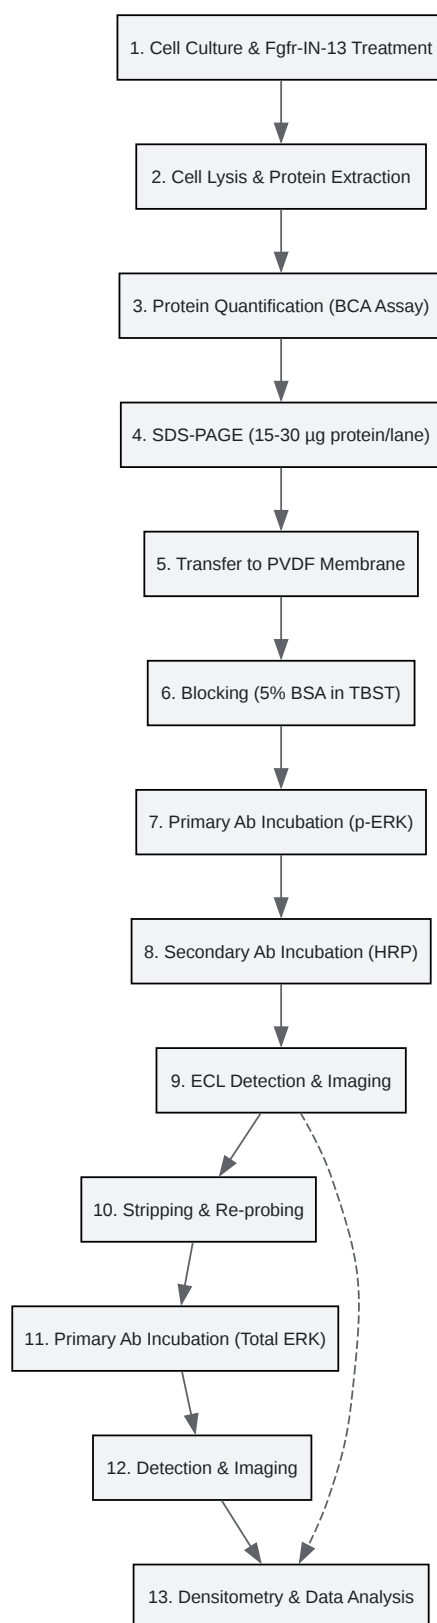 1. Cell Culture & Fgfr-IN-13 Treatment
2. Cell Lysis & Protein Extraction
3. Protein Quantification (BCA Assay)
4. SDS-PAGE (15-30 µg protein/lane)
5. Transfer to PVDF Membrane
6. Blocking (5% BSA in TBST)
7. Primary Ab Incubation (p-ERK)
8. Secondary Ab Incubation (HRP)
9. ECL Detection & Imaging
10. Stripping & Re-probing
11. Primary Ab Incubation (Total ERK)
12. Detection & Imaging
13. Densitometry & Data Analysis